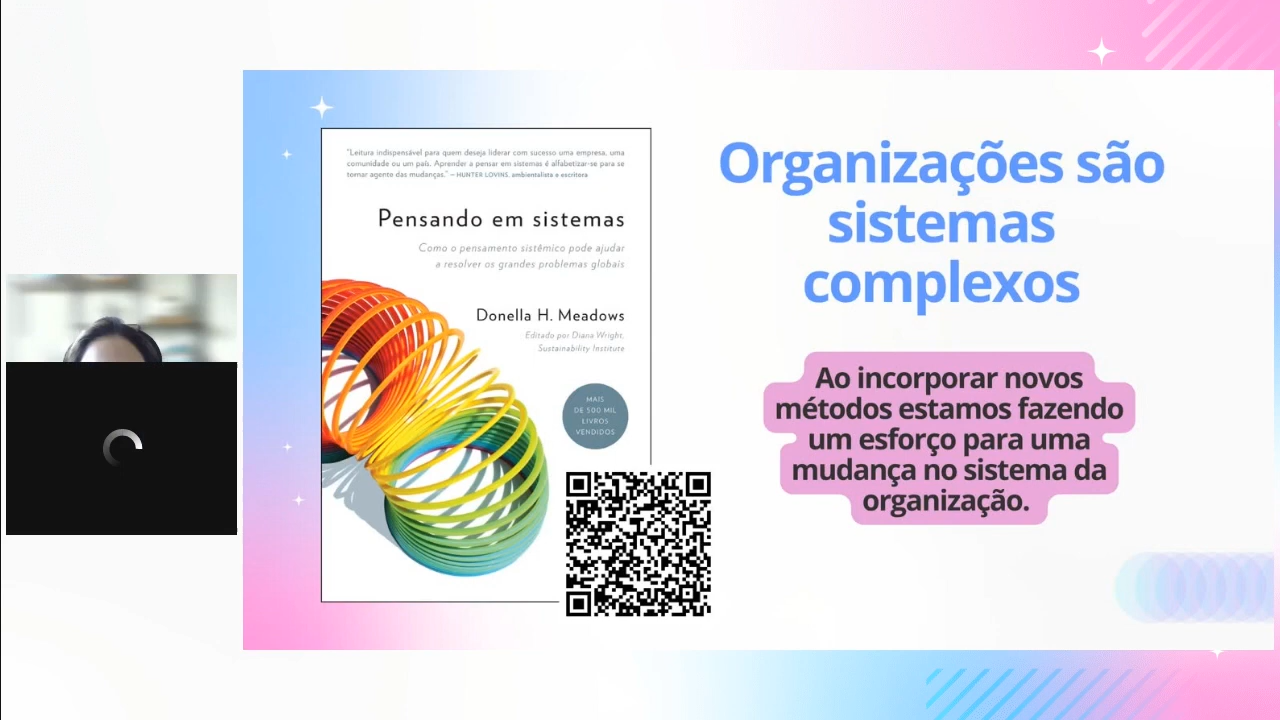 "Leitura indispensável para quem deseja liderar com sucesso uma empresa, uma
comunidade ou um país. Aprender a pensar em sistemas é alfabetizar-se para se
tornar agente das mudanças." – HUNTER LOVINS, ambientalista e escritora
Pensando em sistemas
Como o pensamento sistêmico pode ajudar
a resolver os grandes problemas globais
Donella H. Meadows
Editado por Diana Wright,
Sustainability Institute
MAIS
DE 500 MIL
LIVROS
VENDIDOS
Organizações são
sistemas
complexos
Ao incorporar novos
métodos estamos fazendo
um esforço para uma
mudança no sistema da
organização.